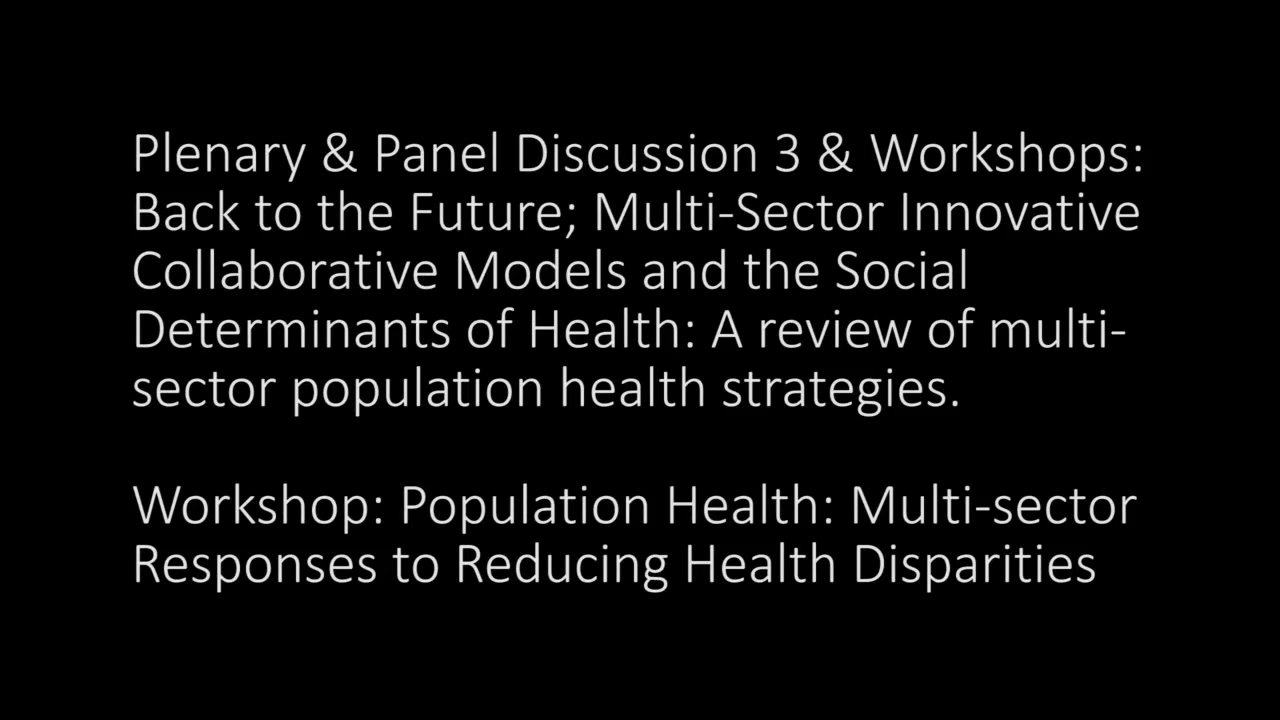 Plenary & Panel Discussion 3 & Workshops:
Back to the Future; Multi-Sector Innovative
Collaborative Models and the Social
Determinants of Health: A review of multi-
sector population health strategies.
Workshop: Population Health: Multi-sector
Responses to Reducing Health Disparities